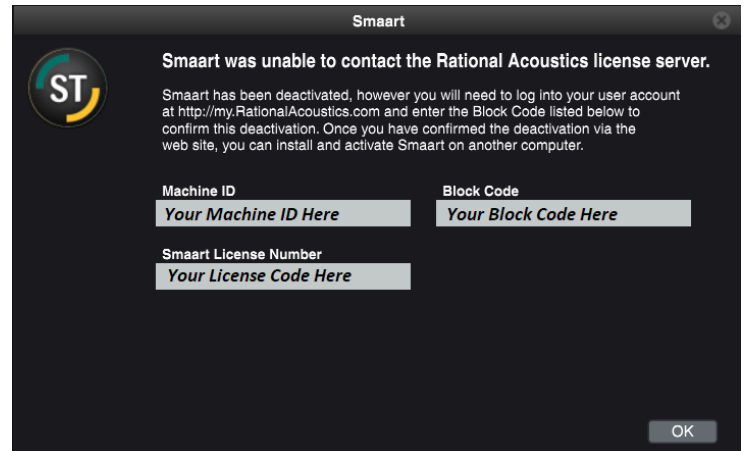 Smaart
ST
Smaart was unable to contact the Rational Acoustics license server.
Smaart has been deactivated, however you will need to log into your user account
at http://my.RationalAcoustics.com and enter the Block Code listed below to
confirm this deactivation. Once you have confirmed the deactivation via the
web site, you can install and activate Smaart on another computer.
Machine ID
Block Code
Your Machine ID Here
Your Block Code Here
Smaart License Number
Your License Code Here
OK